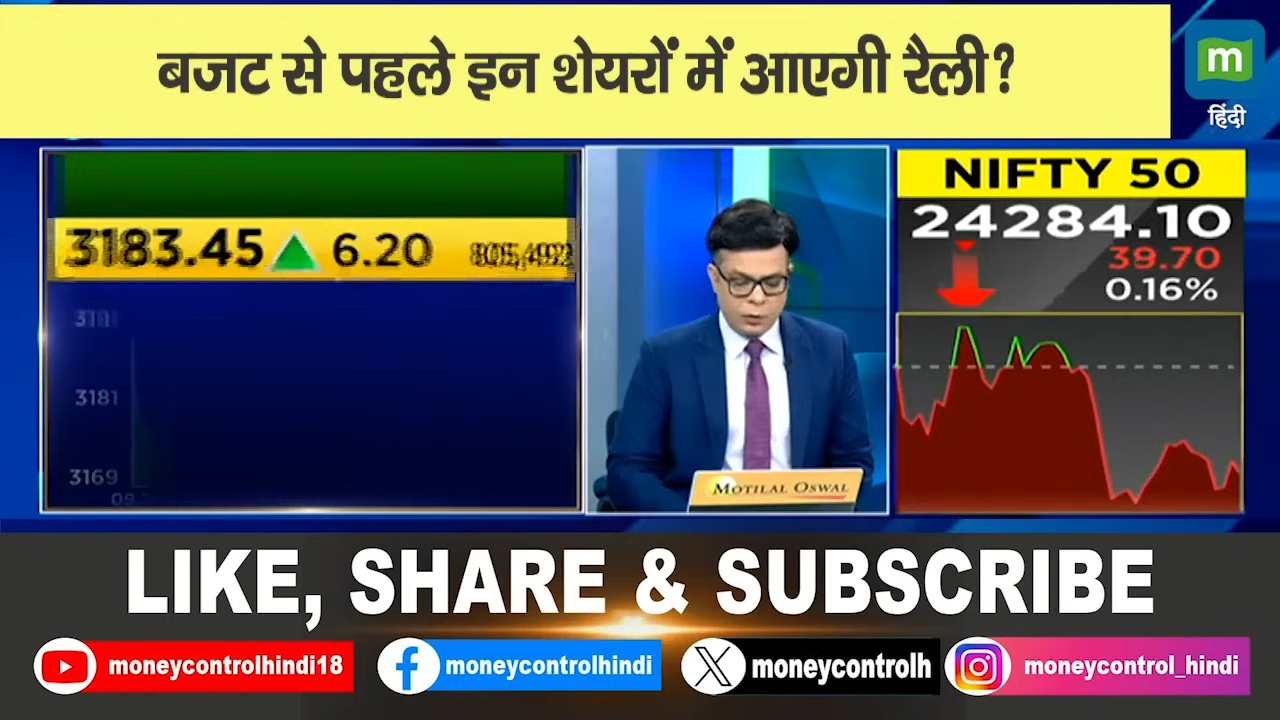 बजट से पहले इन शेयरों में आएगी रैली?
m
हिंदी
3183.45 6.20
3181
3169
MOTILAL OSWAL
NIFTY 50
24284.10
39.70
0.16%
LIKE, SHARE & SUBSCRIBE
moneycontrolhindi18
moneycontrolhindi
moneycontrolh
moneycontrol_hindi